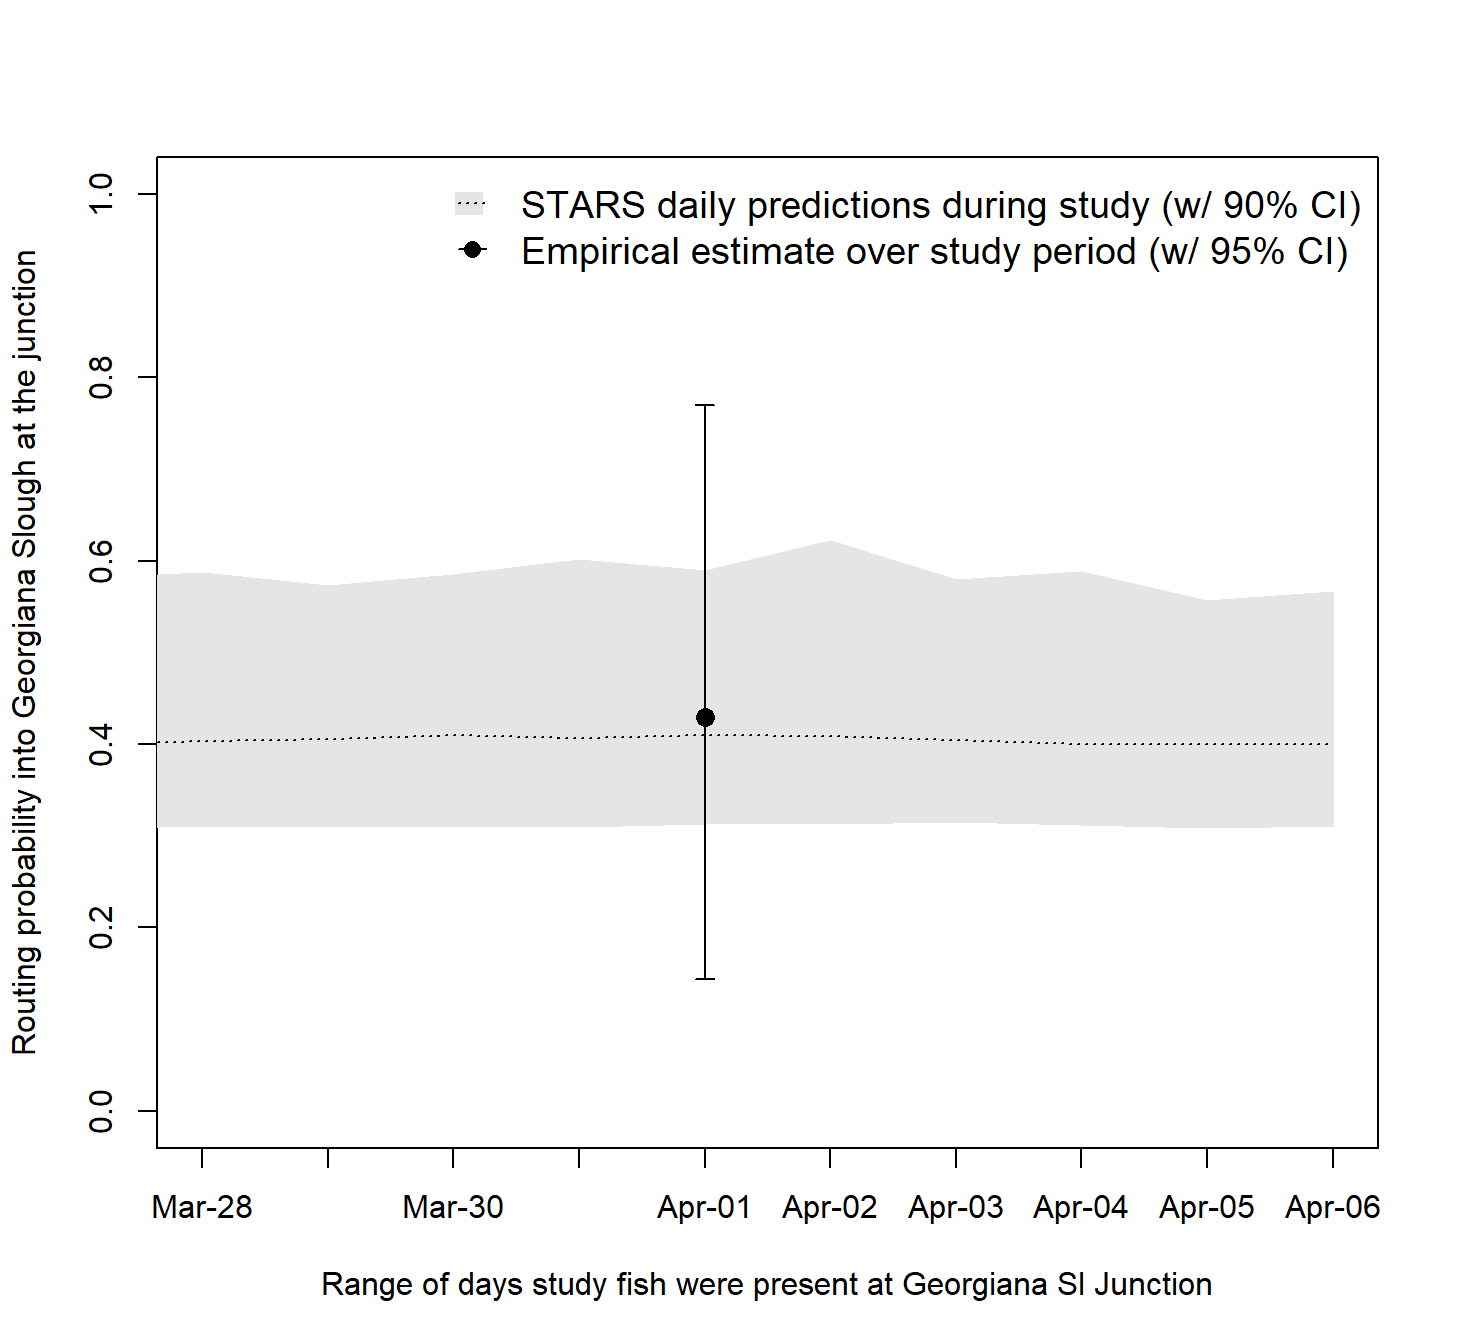 STARS daily predictions during study (w/ 90% CI)
Empirical estimate over study period (w/ 95% CI)
Routing probability into Georgiana Slough at the junction
1.0
0.8
0.6
0.4
0.2
0.0
Mar-28 Mar-30 Apr-01 Apr-02 Apr-03 Apr-04 Apr-05 Apr-06
Range of days study fish were present at Georgiana Sl Junction